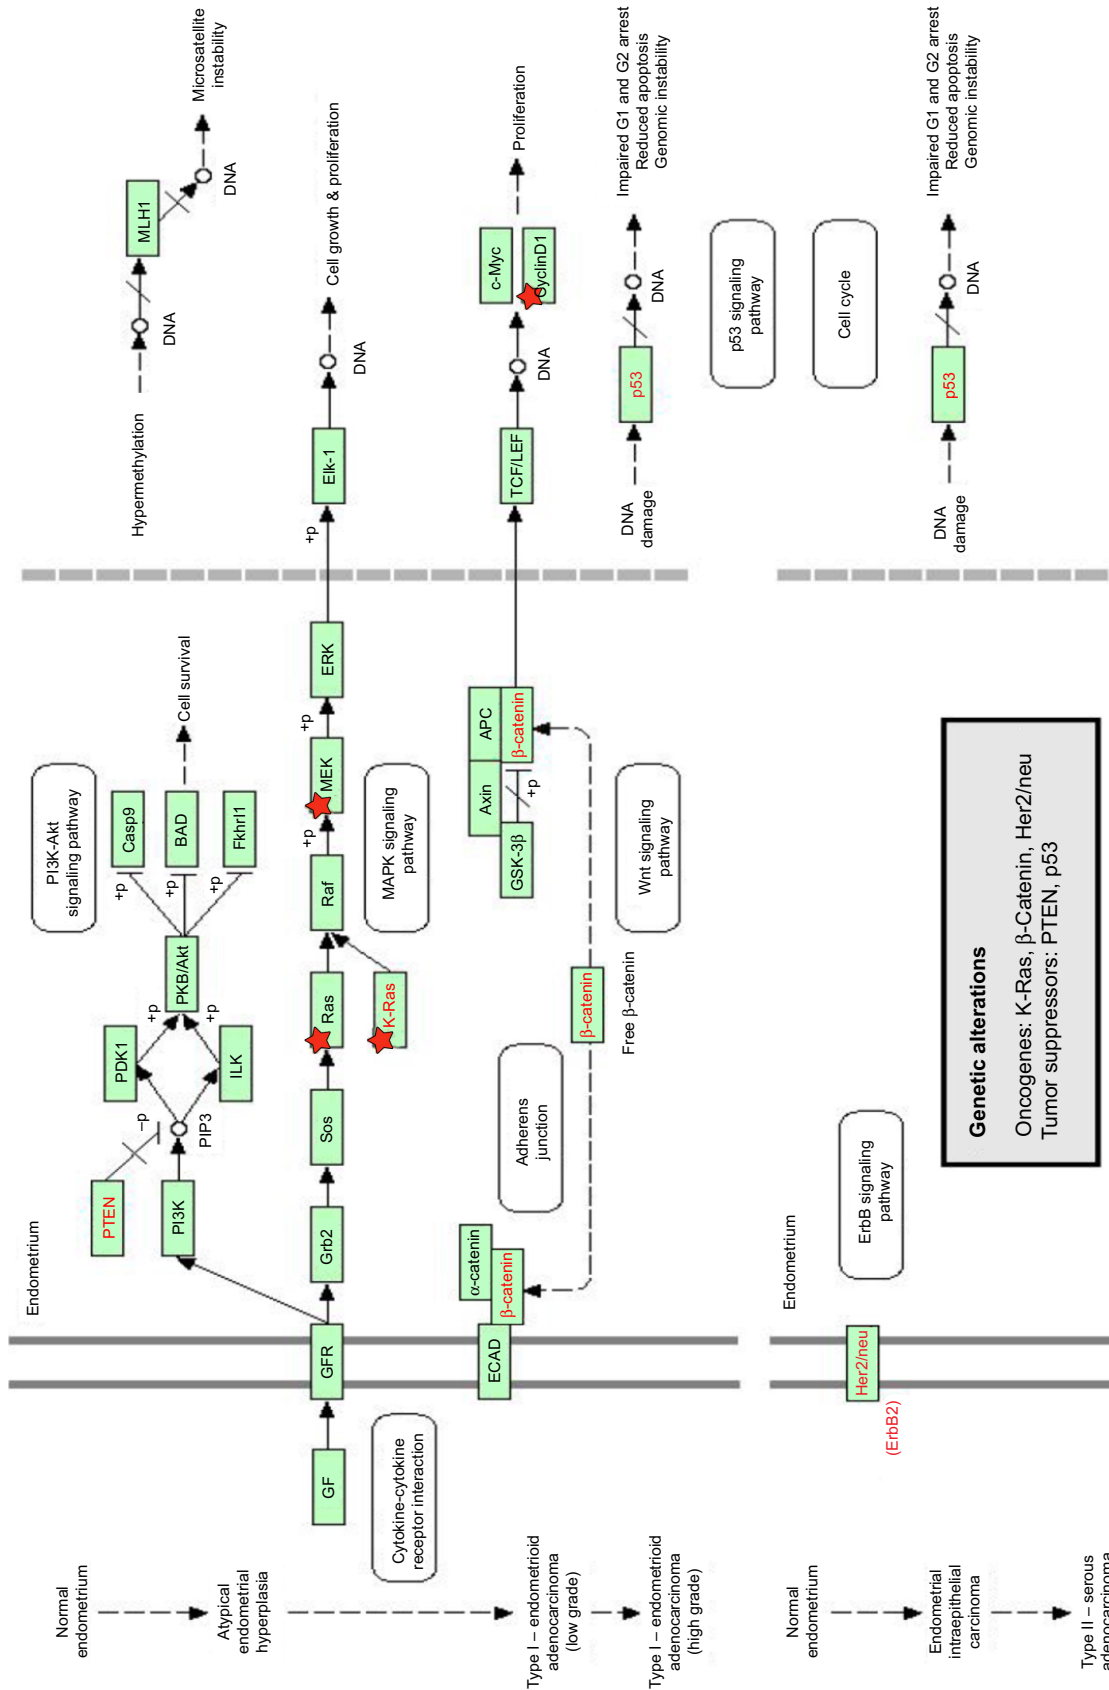 Normal
endometrium
Atypical
endometrial
hyperplasia
Type I – endometrioid
adenocarcinoma
(low grade)
Type I – endometrioid
adenocarcinoma
(high grade)
Endometrium
PTEN
PI3K
–p
PIP3
PDK1
ILK
+p
+p
PKB/Akt
+p
+p
+p
Casp9
BAD
Fkhrl1
Cell survival
PI3K-Akt
signaling pathway
Hypermethylation
DNA
MLH1
DNA
Microsatellite
instability
GF
GFR
Grb2
Sos
Ras
K-Ras
Raf
+p
MEK
+p
ERK
+p
Elk-1
DNA
Cell growth & proliferation
Cytokine-cytokine
receptor interaction
MAPK signaling
pathway
ECAD
α-catenin
β-catenin
Adherens
junction
β-catenin
Free β-catenin
GSK-3β
Axin
APC
β-catenin
+p
Wnt signaling
pathway
TCF/LEF
DNA
c-Myc
CyclinD1
Proliferation
DNA
damage
p53
DNA
Impaired G1 and G2 arrest
Reduced apoptosis
Genomic instability
p53 signaling
pathway
Cell cycle
Normal
endometrium
Endometrial
intraepithelial
carcinoma
Type II – serous
adenocarcinoma
Endometrium
Her2/neu
(ErbB2)
ErbB signaling
pathway
DNA
damage
p53
DNA
Impaired G1 and G2 arrest
Reduced apoptosis
Genomic instability
Genetic alterations
Oncogenes: K-Ras, β-Catenin, Her2/neu
Tumor suppressors: PTEN, p53